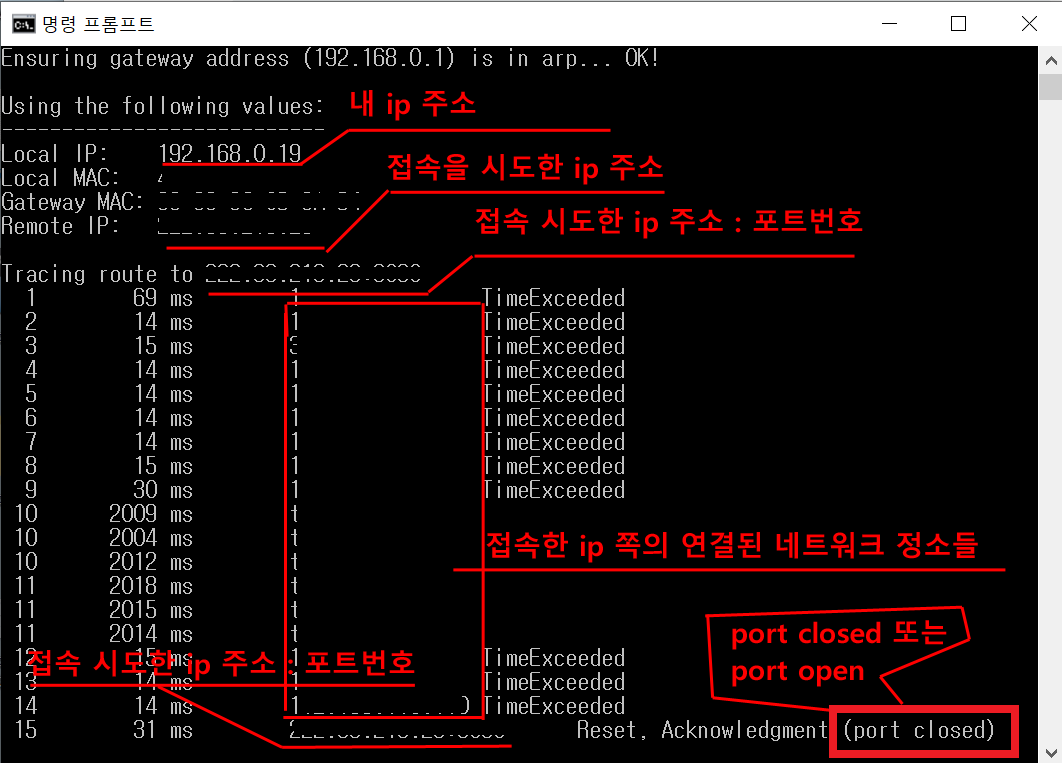 명령 프롬프트
Ensuring gateway address (192.168.0.1) is in arp... OK!
Using the following values:
내 ip 주소
---------------------------
Local IP: 192.168.0.19
접속을 시도한 ip 주소
Local MAC:
Gateway MAC:
Remote IP:
접속 시도한 ip 주소 : 포트번호
Tracing route to
1 69 ms 1 TimeExceeded
2 14 ms 1 TimeExceeded
3 15 ms 3 TimeExceeded
4 14 ms 1 TimeExceeded
5 14 ms 1 TimeExceeded
6 14 ms 1 TimeExceeded
7 14 ms 1 TimeExceeded
8 15 ms 1 TimeExceeded
9 30 ms 1 TimeExceeded
10 2009 ms t
10 2004 ms t
접속한 ip 쪽의 연결된 네트워크 정소들
10 2012 ms t
11 2018 ms t
11 2015 ms t
11 2014 ms t
port closed 또는
port open
접속 시도한 ip 주소 : 포트번호
12 15 ms 1 TimeExceeded
13 14 ms 1 TimeExceeded
14 14 ms 1 ) TimeExceeded
15 31 ms Reset, Acknowledgment (port closed)